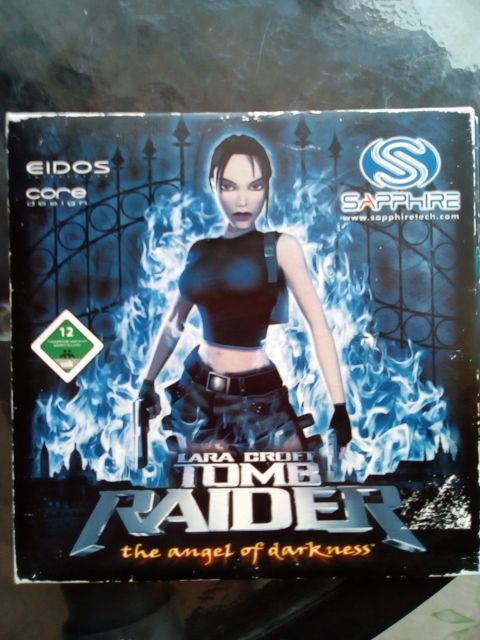 EIDOS
core
design
SAPPHIRE
www.sapphiretech.com
12
LARA CROFT
TOMB
RAIDER
the angel of darkness